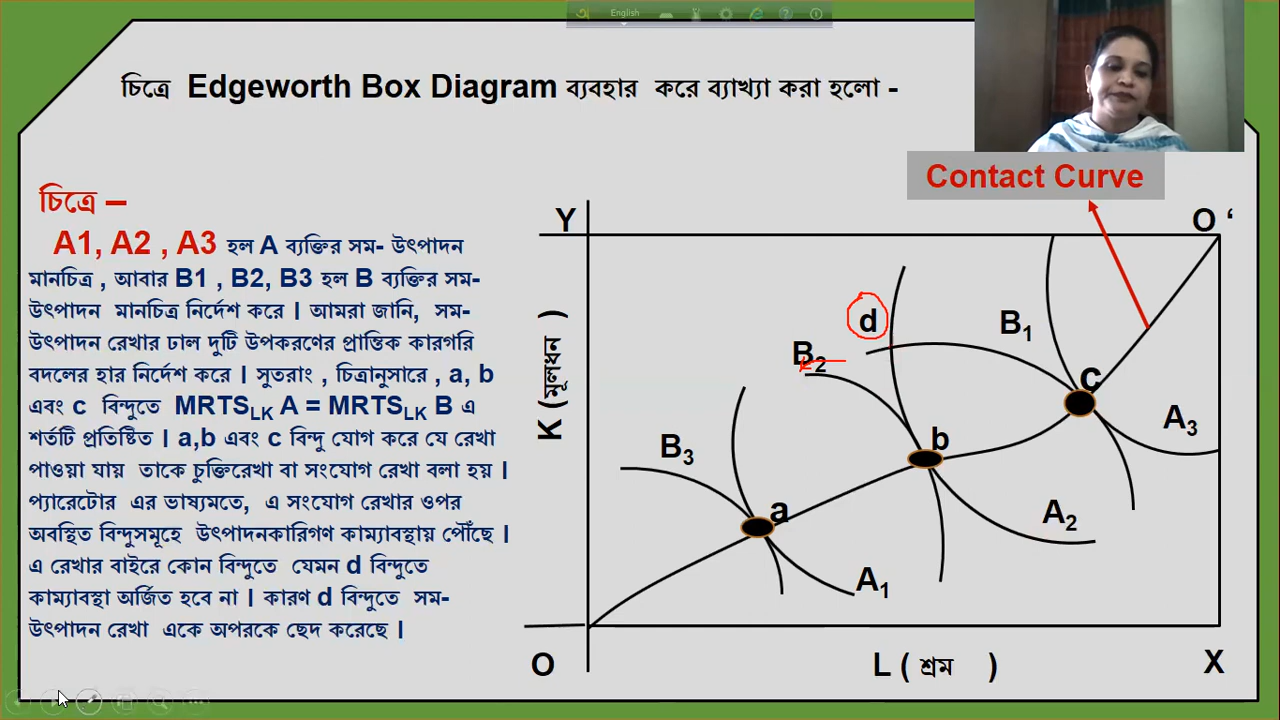 অ English
চিত্রে Edgeworth Box Diagram ব্যবহার করে ব্যাখ্যা করা হলো -
চিত্রে –
A1, A2 , A3 হল A ব্যক্তির সম- উৎপাদন
মানচিত্র , আবার B1 , B2, B3 হল B ব্যক্তির সম-
উৎপাদন মানচিত্র নির্দেশ করে । আমরা জানি, সম-
উৎপাদন রেখার ঢাল দুটি উপকরণের প্রান্তিক কারগরি
বদলের হার নির্দেশ করে । সুতরাং , চিত্রানুসারে , a, b
এবং c বিন্দুতে MRTSLK A = MRTSLK B এ
শর্তটি প্রতিষ্টিত । a,b এবং c বিন্দু যোগ করে যে রেখা
পাওয়া যায় তাকে চুক্তিরেখা বা সংযোগ রেখা বলা হয় ।
প্যারেটোর এর ভাষ্যমতে, এ সংযোগ রেখার ওপর
অবস্থিত বিন্দুসমূহে উৎপাদনকারিগণ কাম্যাবস্থায় পৌঁছে ।
এ রেখার বাইরে কোন বিন্দুতে যেমন d বিন্দুতে
কাম্যাবস্থা অর্জিত হবে না । কারণ d বিন্দুতে সম-
উৎপাদন রেখা একে অপরকে ছেদ করেছে ।
Contact Curve
Y
O ‘
d
B1
B2
c
K (মূলধন )
A3
b
B3
a
A2
A1
O
L ( শ্রম )
X